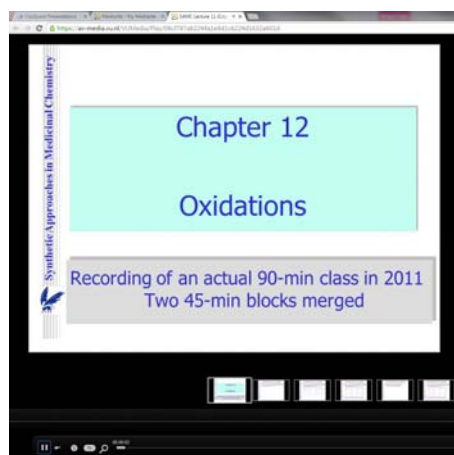 Synthetic Approaches in Medicinal Chemistry
Chapter 12
Oxidations
Recording of an actual 90-min class in 2011
Two 45-min blocks merged